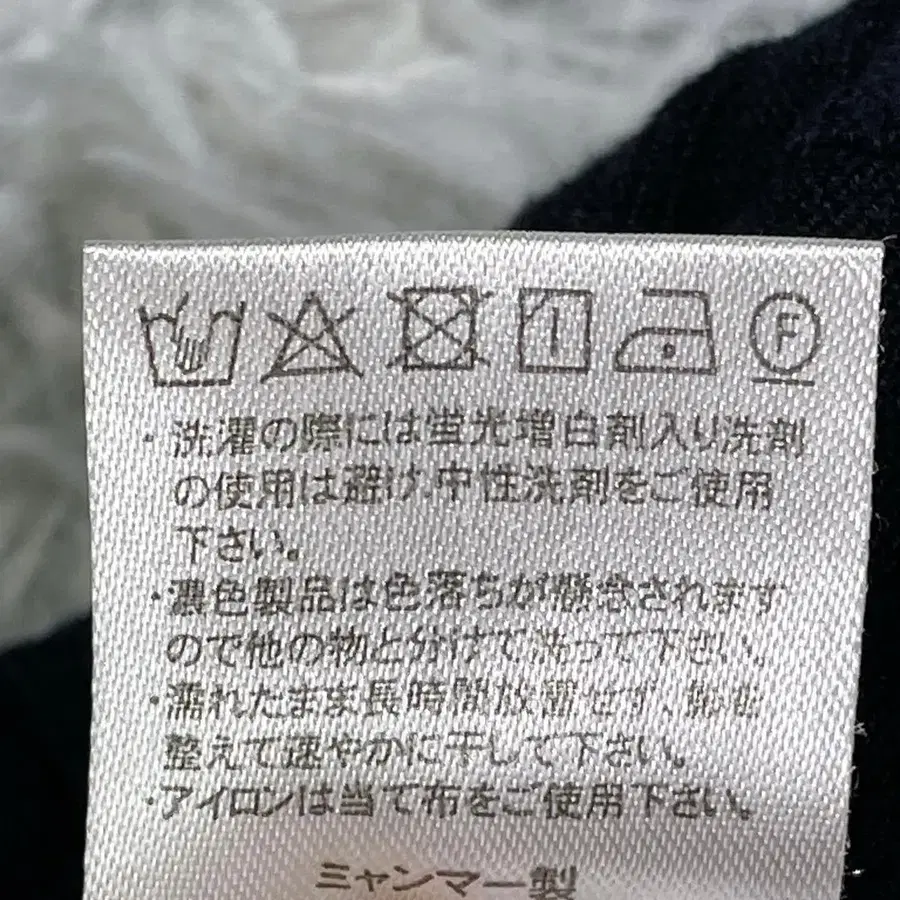 F
・洗濯の際には蛍光増白剤入り洗剤
の使用は避け、中性洗剤をご使用
下さい。
・濃色製品は色落ちが懸念されます
ので他の物と分けて洗って下さい。
・濡れたまま長時間放置せず、形を
整えて速やかに干して下さい。
・アイロンは当て布をご使用下さい。
ミャンマー製